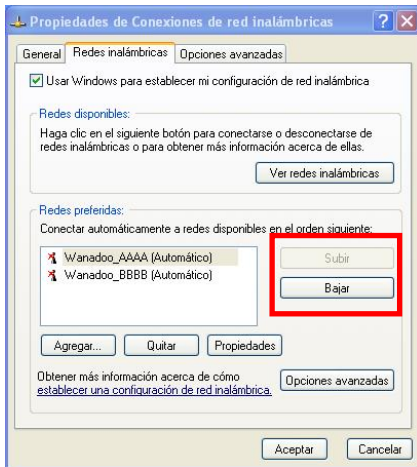 Propiedades de Conexiones de red inalámbricas
General
Redes inalámbricas
Opciones avanzadas
Usar Windows para establecer mi configuración de red inalámbrica
Redes disponibles:
Haga clic en el siguiente botón para conectarse o desconectarse de
redes inalámbricas o para obtener más información acerca de ellas.
Ver redes inalámbricas
Redes preferidas:
Conectar automáticamente a redes disponibles en el orden siguiente:
Wanadoo_AAAA (Automático)
Wanadoo_BBBB (Automático)
Subir
Bajar
Agregar...
Quitar
Propiedades
Obtener más información acerca de cómo
establecer una configuración de red inalámbrica.
Opciones avanzadas
Aceptar
Cancelar